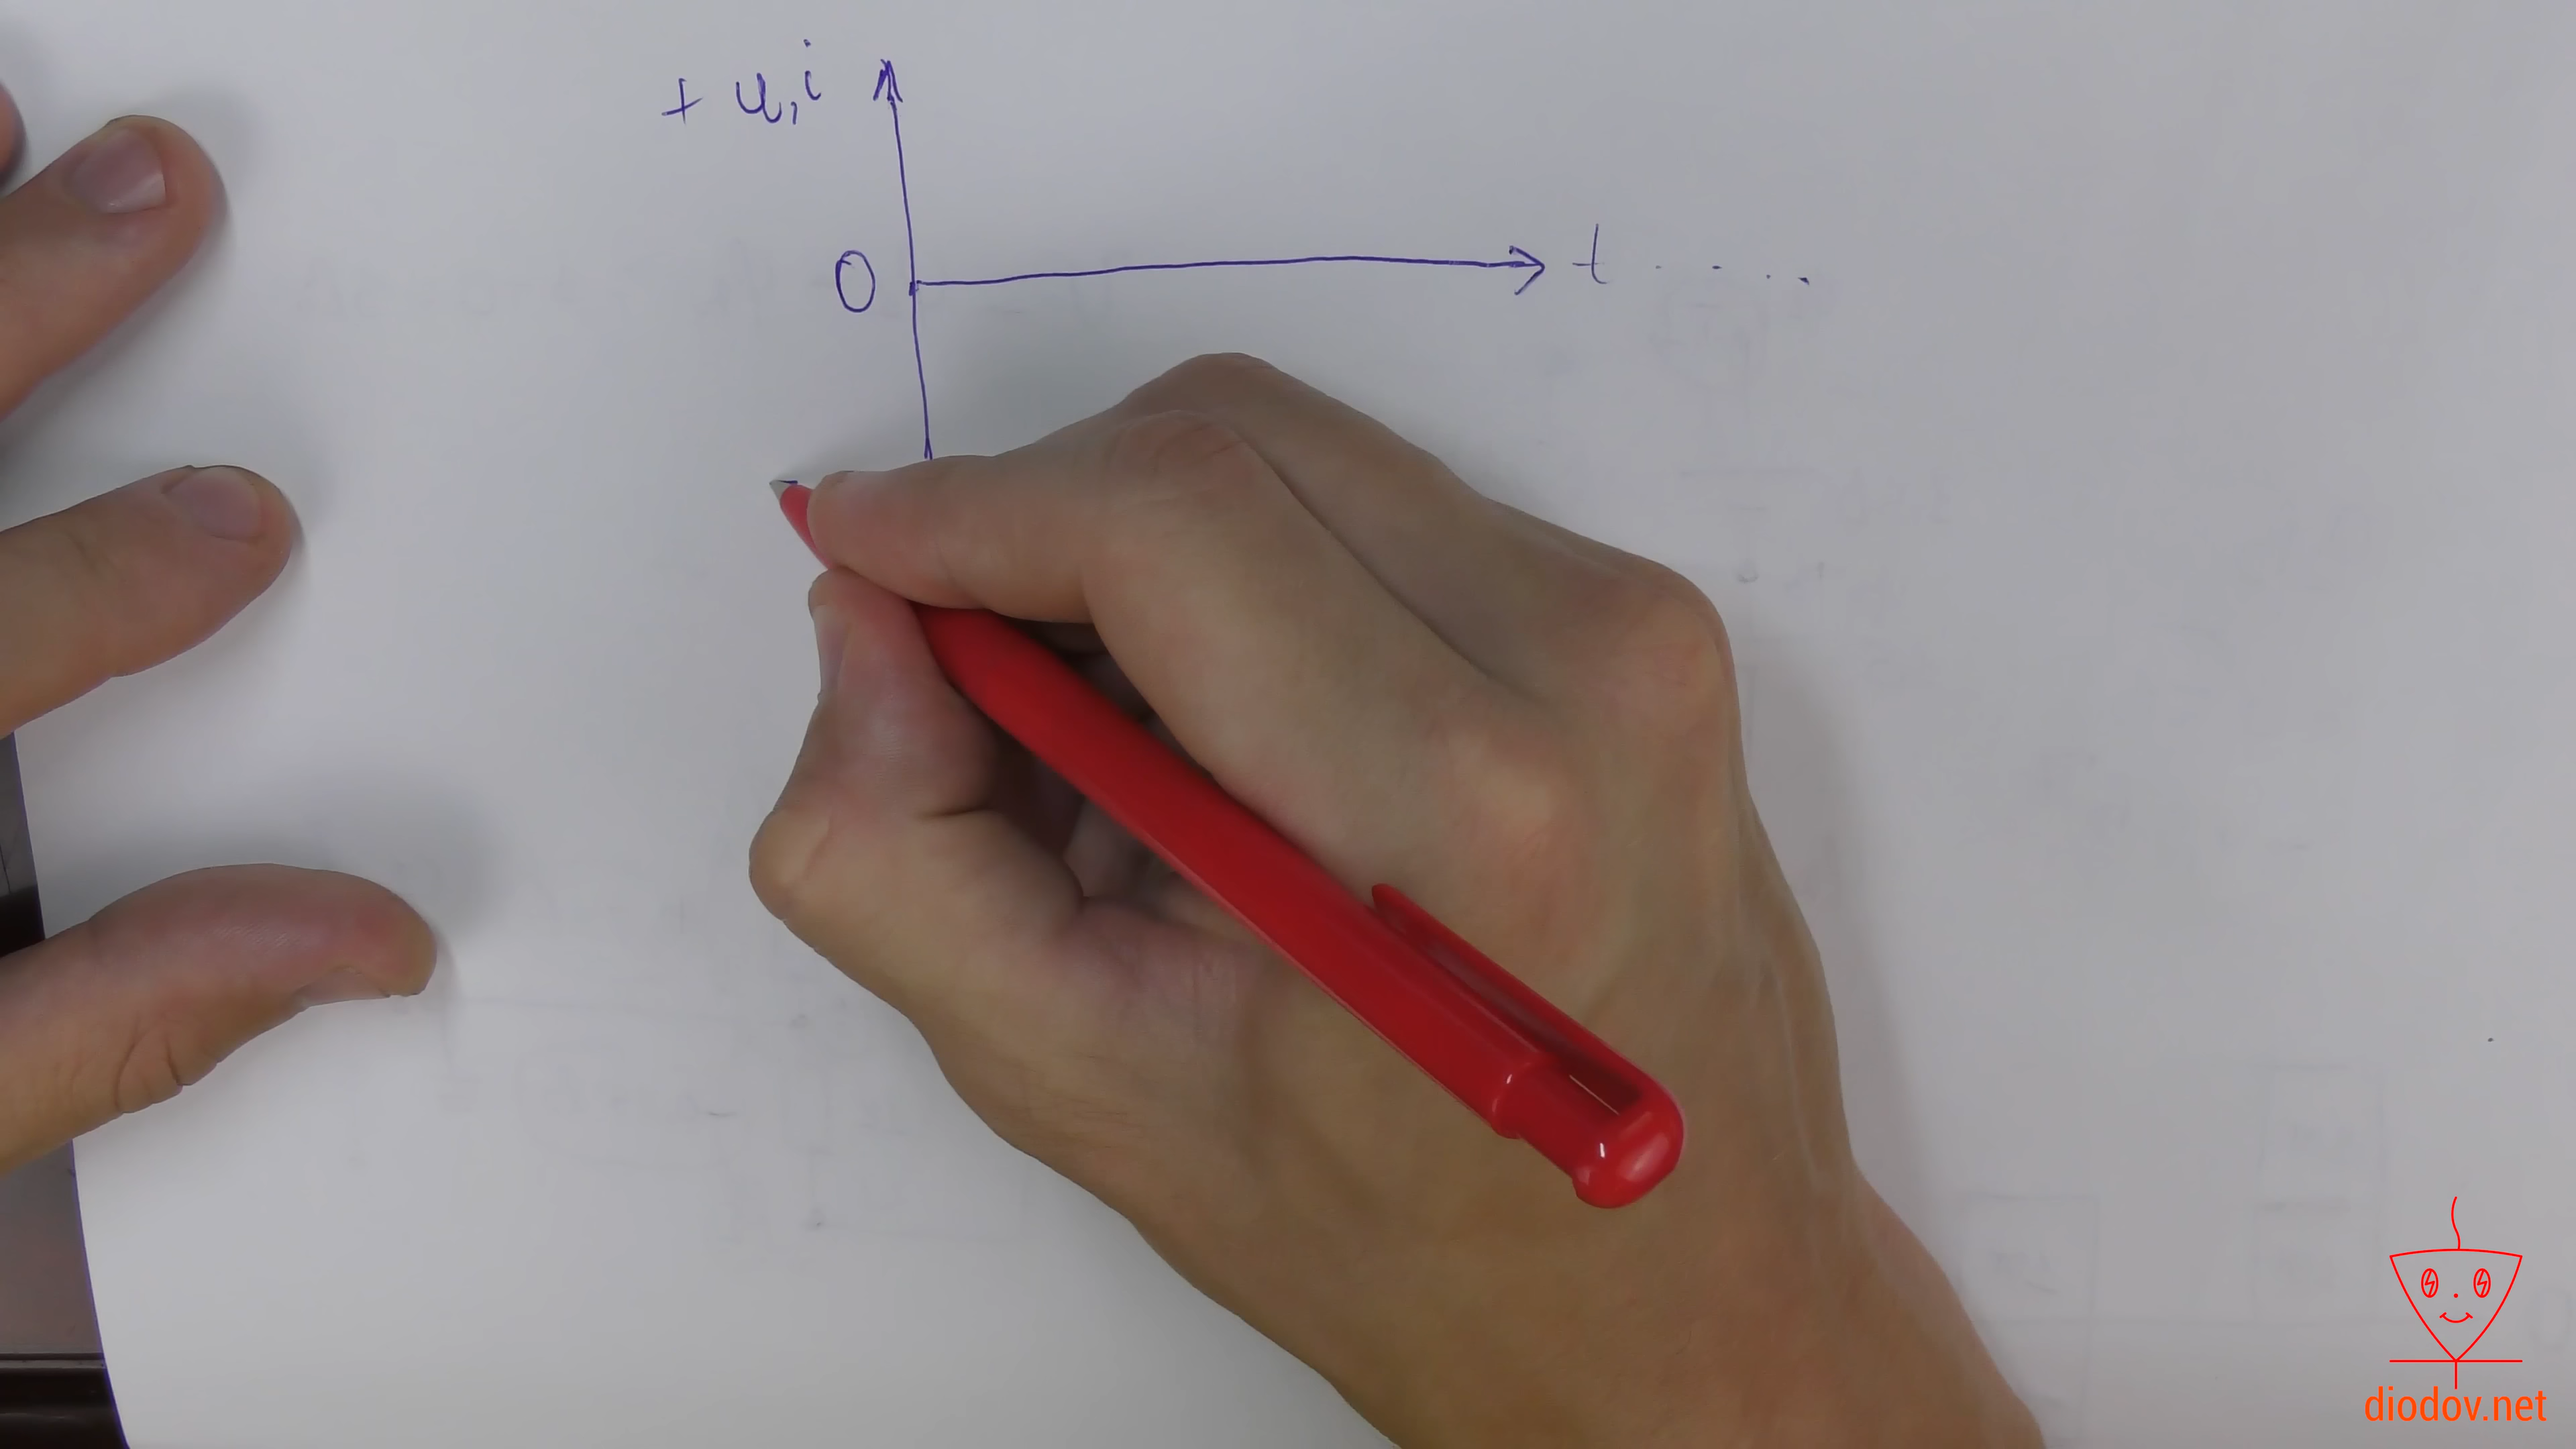 + u, i
0
t . . . .
diodov.net